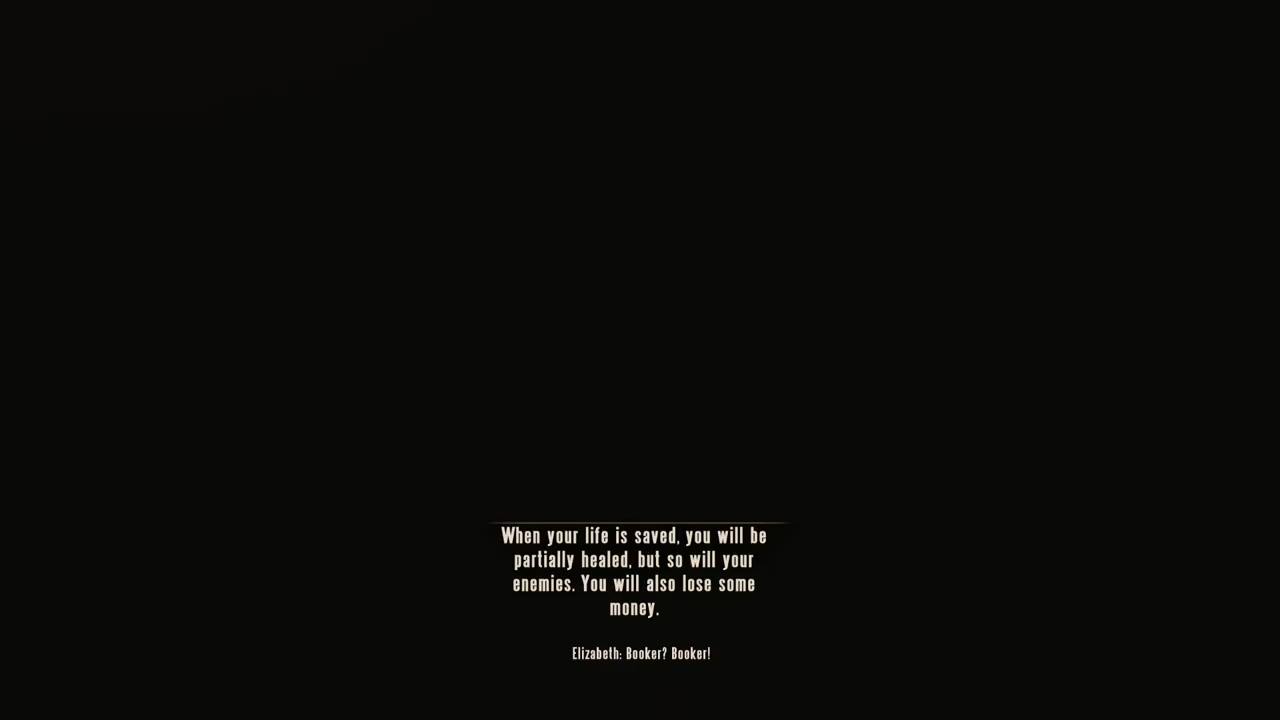 When your life is saved, you will be
partially healed, but so will your
enemies. You will also lose some
money.
Elizabeth: Booker? Booker!